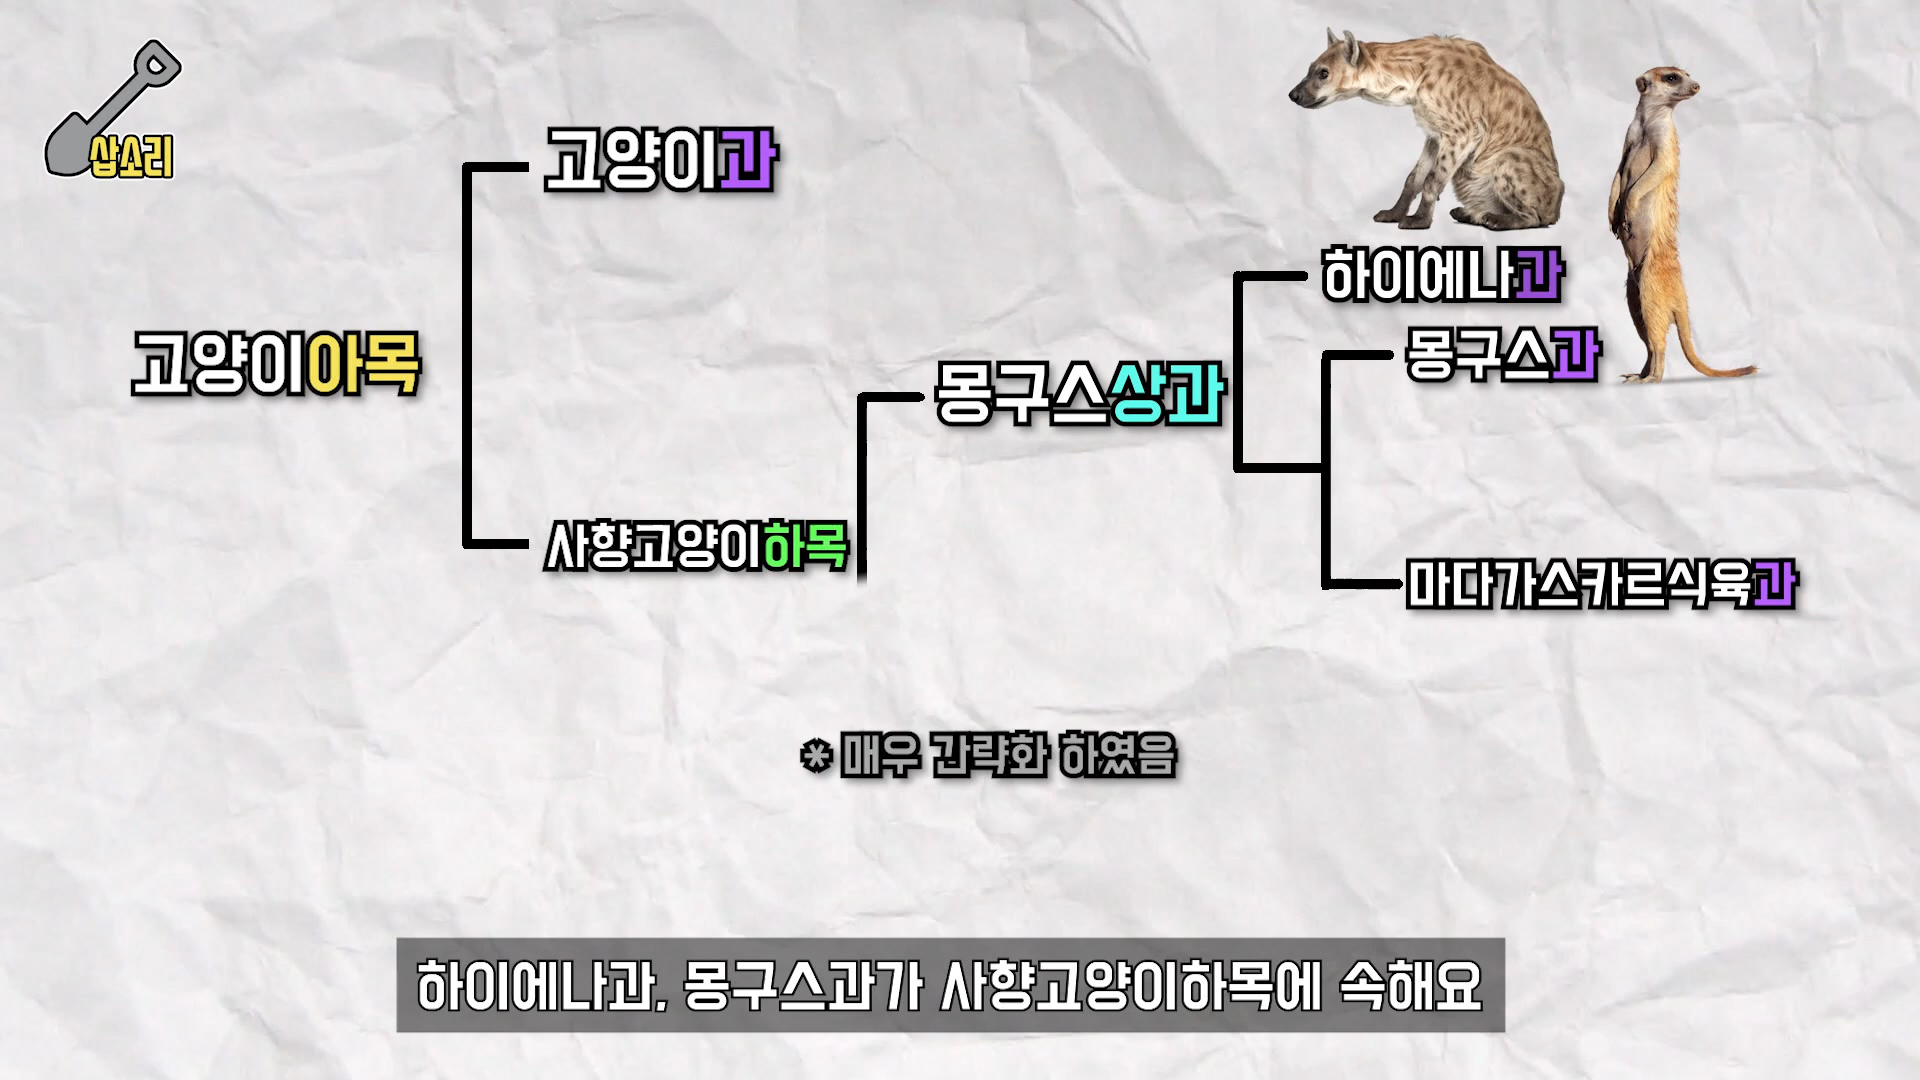 삽소리
고양이과
하이에나과
몽구스과
고양이아목
몽구스상과
사향고양이하목
마다가스카르식육과
* 매우 간략화 하였음
하이에나과, 몽구스과가 사향고양이하목에 속해요